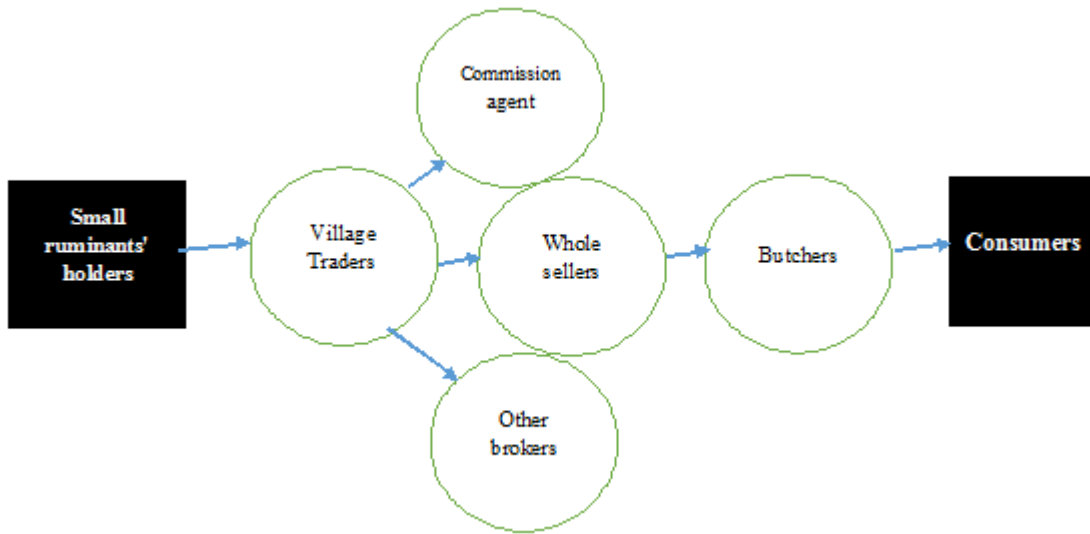 Commission
agent
Small
ruminants'
holders
Village
Traders
Whole
sellers
Butchers
Consumers
Other
brokers